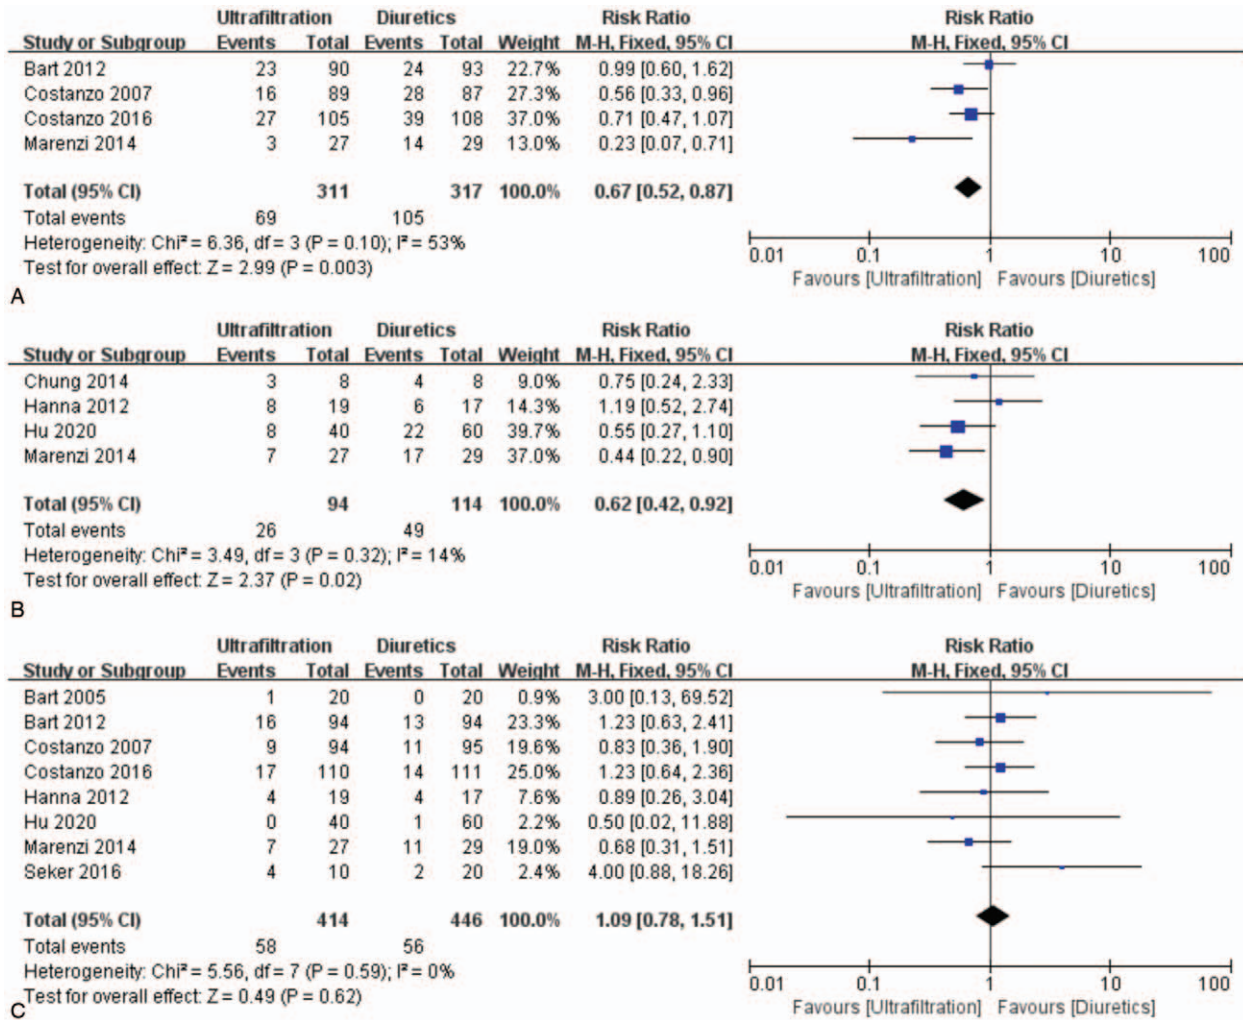 Ultrafiltration Diuretics Risk Ratio Risk Ratio
Study or Subgroup Events Total Events Total Weight M-H, Fixed, 95% CI M-H, Fixed, 95% CI
Bart 2012 23 90 24 93 22.7% 0.99 [0.60, 1.62]
Costanzo 2007 16 89 28 87 27.3% 0.56 [0.33, 0.96]
Costanzo 2016 27 105 39 108 37.0% 0.71 [0.47, 1.07]
Marenzi 2014 3 27 14 29 13.0% 0.23 [0.07, 0.71]
Total (95% CI) 311 317 100.0% 0.67 [0.52, 0.87]
Total events 69 105
Heterogeneity: Chi² = 6.36, df = 3 (P = 0.10); I² = 53%
Test for overall effect: Z = 2.99 (P = 0.003)
0.01 0.1 1 10 100
Favours [Ultrafiltration] Favours [Diuretics]
A
Ultrafiltration Diuretics Risk Ratio Risk Ratio
Study or Subgroup Events Total Events Total Weight M-H, Fixed, 95% CI M-H, Fixed, 95% CI
Chung 2014 3 8 4 8 9.0% 0.75 [0.24, 2.33]
Hanna 2012 8 19 6 17 14.3% 1.19 [0.52, 2.74]
Hu 2020 8 40 22 60 39.7% 0.55 [0.27, 1.10]
Marenzi 2014 7 27 17 29 37.0% 0.44 [0.22, 0.90]
Total (95% CI) 94 114 100.0% 0.62 [0.42, 0.92]
Total events 26 49
Heterogeneity: Chi² = 3.49, df = 3 (P = 0.32); I² = 14%
Test for overall effect: Z = 2.37 (P = 0.02)
0.01 0.1 1 10 100
Favours [Ultrafiltration] Favours [Diuretics]
B
Ultrafiltration Diuretics Risk Ratio Risk Ratio
Study or Subgroup Events Total Events Total Weight M-H, Fixed, 95% CI M-H, Fixed, 95% CI
Bart 2005 1 20 0 20 0.9% 3.00 [0.13, 69.52]
Bart 2012 16 94 13 94 23.3% 1.23 [0.63, 2.41]
Costanzo 2007 9 94 11 95 19.6% 0.83 [0.36, 1.90]
Costanzo 2016 17 110 14 111 25.0% 1.23 [0.64, 2.36]
Hanna 2012 4 19 4 17 7.6% 0.89 [0.26, 3.04]
Hu 2020 0 40 1 60 2.2% 0.50 [0.02, 11.88]
Marenzi 2014 7 27 11 29 19.0% 0.68 [0.31, 1.51]
Seker 2016 4 10 2 20 2.4% 4.00 [0.88, 18.26]
Total (95% CI) 414 446 100.0% 1.09 [0.78, 1.51]
Total events 58 56
Heterogeneity: Chi² = 5.56, df = 7 (P = 0.59); I² = 0%
Test for overall effect: Z = 0.49 (P = 0.62)
0.01 0.1 1 10 100
Favours [Ultrafiltration] Favours [Diuretics]
C